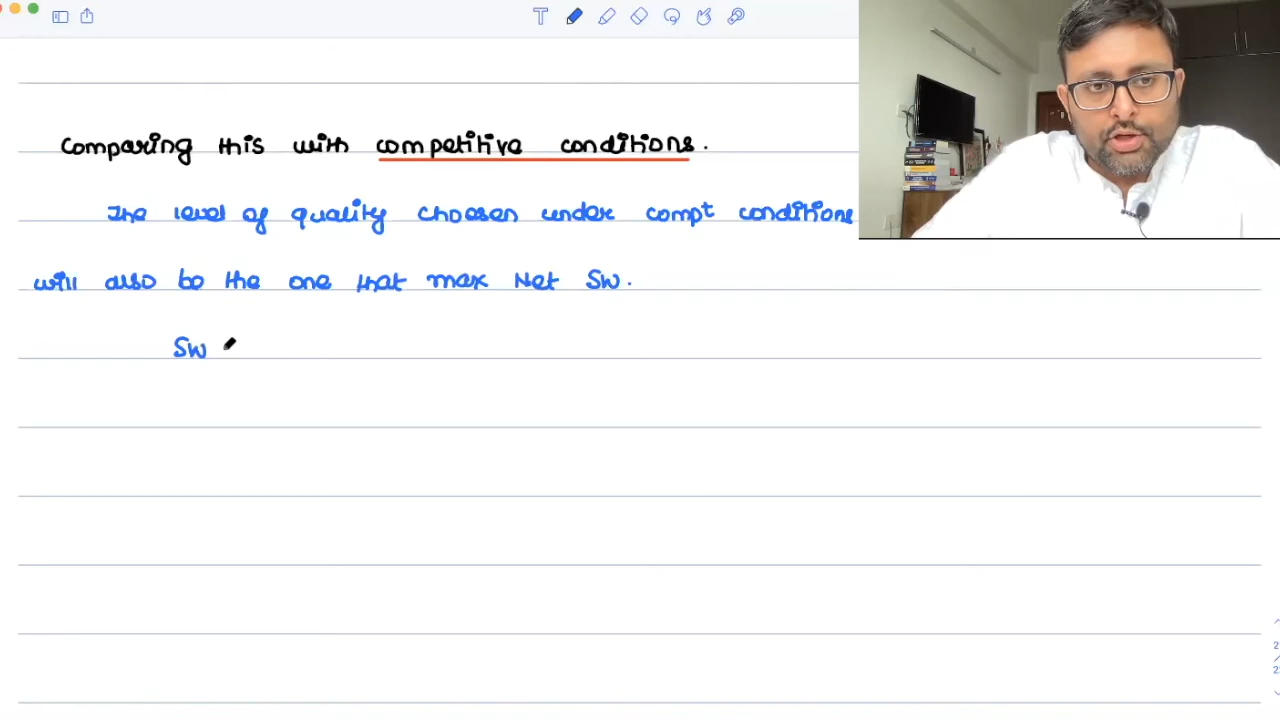 Comparing this with competitive conditions.
The level of quality choosen under compt conditions
will also be the one that max Net SW.
SW